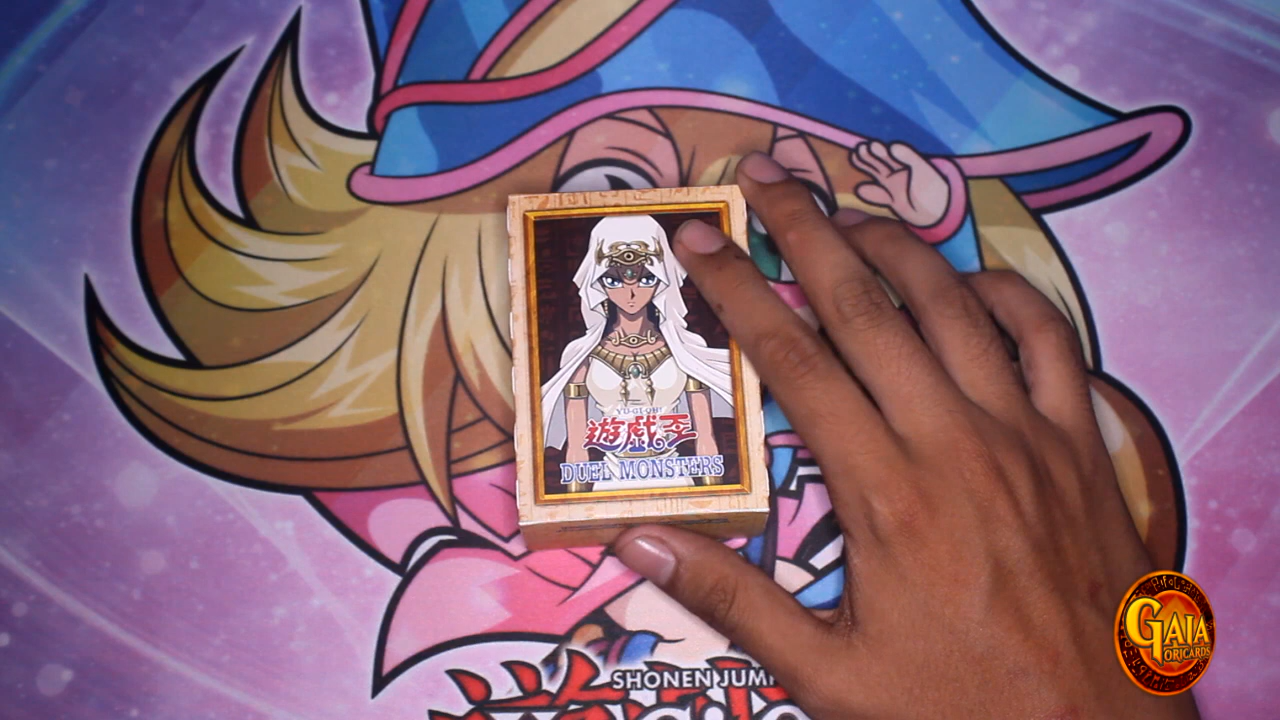 YU-GI-OH!
遊戯王
DUEL MONSTERS
SHONEN JUMP
GAIA
ORICARDS